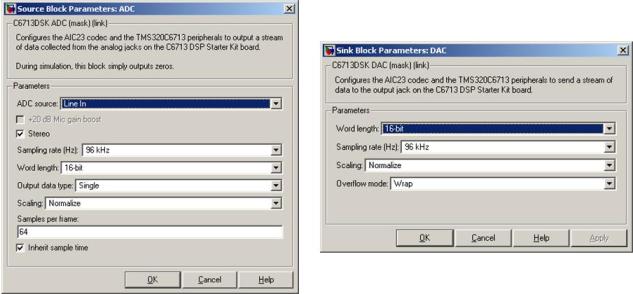 Source Block Parameters: ADC
C6713DSK ADC (mask) (link)
Configures the AIC23 codec and the TMS320C6713 peripherals to output a stream
of data collected from the analog jacks on the C6713 DSP Starter Kit board.
During simulation, this block simply outputs zeros.
Parameters
ADC source: Line In
+20 dB Mic gain boost
Stereo
Sampling rate (Hz): 96 kHz
Word length: 16-bit
Output data type: Single
Scaling: Normalize
Samples per frame:
64
Inherit sample time
OK Cancel Help
Sink Block Parameters: DAC
C6713DSK DAC (mask) (link)
Configures the AIC23 codec and the TMS320C6713 peripherals to send a stream of
data to the output jack on the C6713 DSP Starter Kit board.
Parameters
Word length: 16-bit
Sampling rate (Hz): 96 kHz
Scaling: Normalize
Overflow mode: Wrap
OK Cancel Help Apply